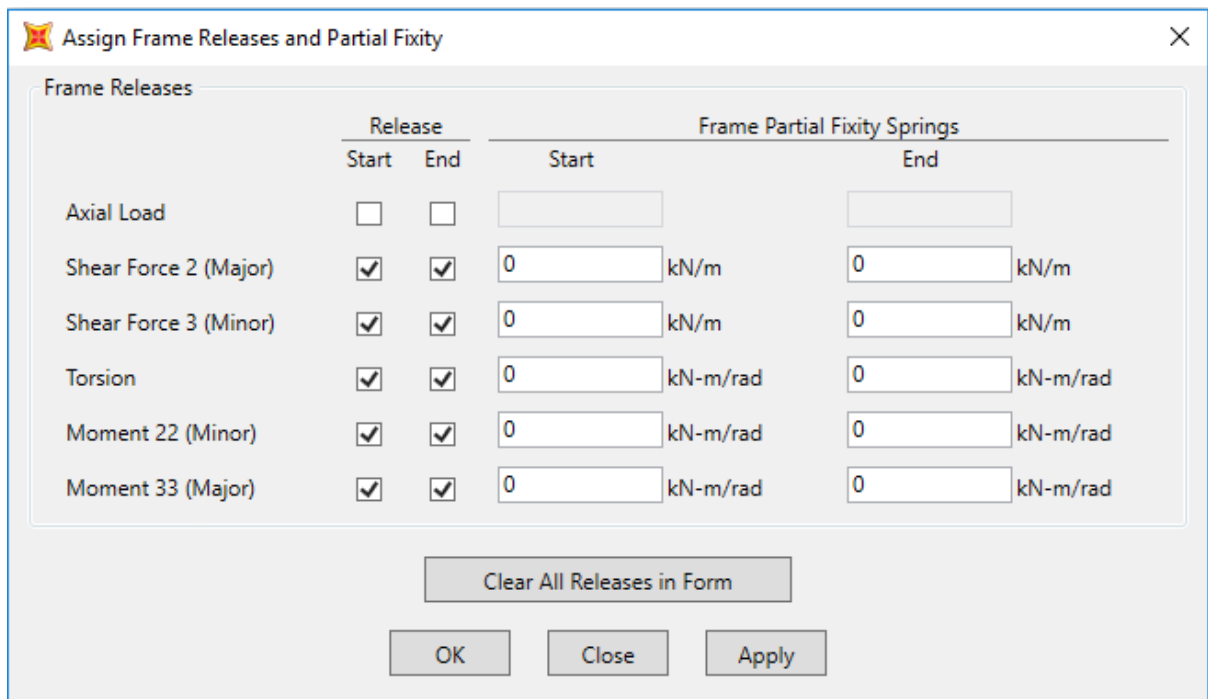 Assign Frame Releases and Partial Fixity
Frame Releases
Release Frame Partial Fixity Springs
Start End Start End
Axial Load
Shear Force 2 (Major) 0 kN/m 0 kN/m
Shear Force 3 (Minor) 0 kN/m 0 kN/m
Torsion 0 kN-m/rad 0 kN-m/rad
Moment 22 (Minor) 0 kN-m/rad 0 kN-m/rad
Moment 33 (Major) 0 kN-m/rad 0 kN-m/rad
Clear All Releases in Form
OK Close Apply